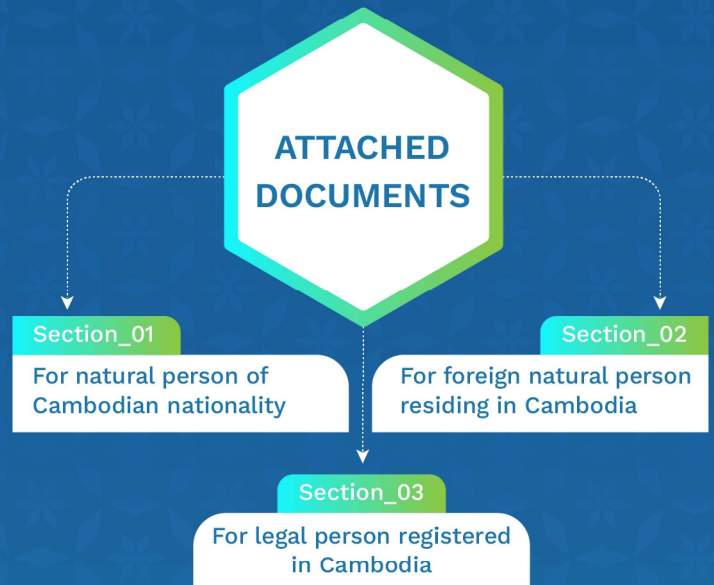 ATTACHED
DOCUMENTS
Section_01
For natural person of
Cambodian nationality
Section_02
For foreign natural person
residing in Cambodia
Section_03
For legal person registered
in Cambodia